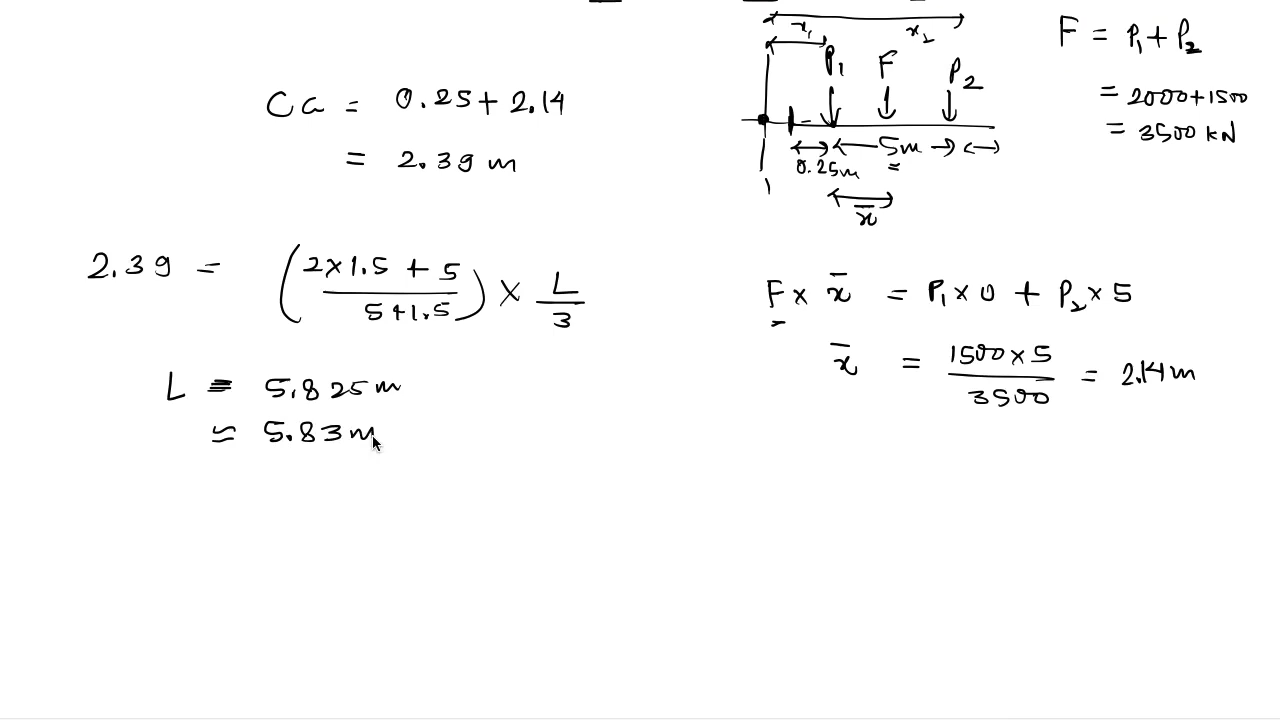 x₁ x₂
P₁ F P₂
0.25m 5m
x̄
F = P₁ + P₂
= 2000+1500
= 3500 kN
CG = 0.25 + 2.14
= 2.39 m
2.39 = (2×1.5 + 5 / 5+1.5) × L/3
L = 5.825 m
≈ 5.83 m
F × x̄ = P₁ × 0 + P₂ × 5
x̄ = 1500 × 5 / 3500 = 2.14 m